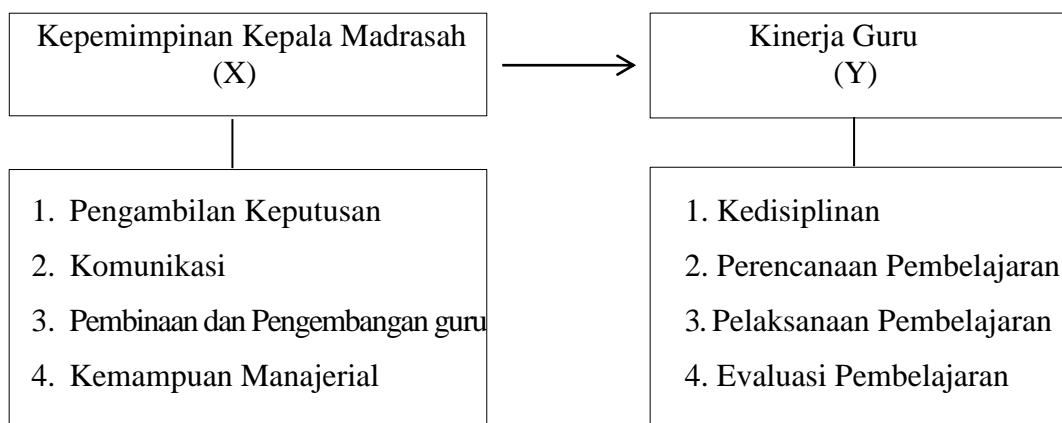 Kepemimpinan Kepala Madrasah
(X)
Kinerja Guru
(Y)
1. Pengambilan Keputusan
2. Komunikasi
3. Pembinaan dan Pengembangan guru
4. Kemampuan Manajerial
1. Kedisiplinan
2. Perencanaan Pembelajaran
3. Pelaksanaan Pembelajaran
4. Evaluasi Pembelajaran